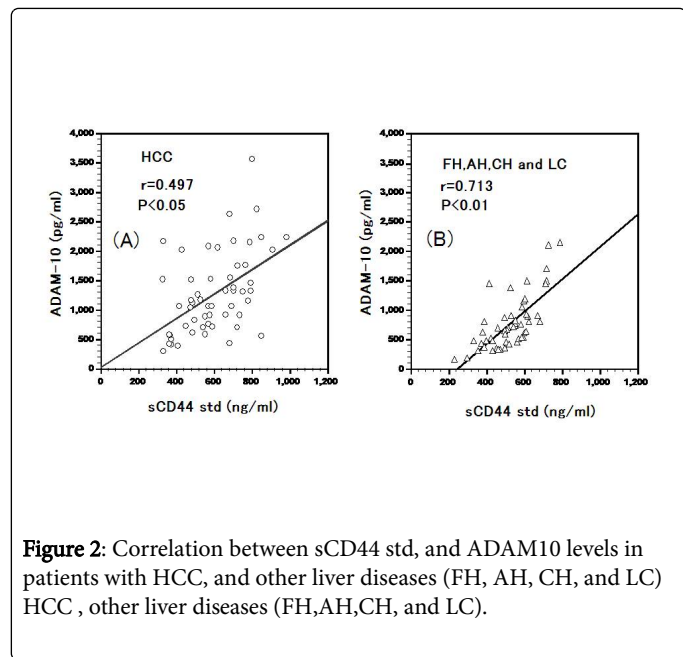 4,000
3,500
3,000
2,500
2,000
1,500
1,000
500
0
ADAM-10 (pg/ml)
HCC
r=0.497
P<0.05
(A)
0 200 400 600 800 1,000 1,200
sCD44 std (ng/ml)
4,000
3,500
3,000
2,500
2,000
1,500
1,000
500
0
ADAM-10 (pg/ml)
FH,AH,CH and LC
r=0.713
P<0.01
(B)
0 200 400 600 800 1,000 1,200
sCD44 std (ng/ml)
Figure 2: Correlation between sCD44 std, and ADAM10 levels in
patients with HCC, and other liver diseases (FH, AH, CH, and LC)
HCC , other liver diseases (FH,AH,CH, and LC).